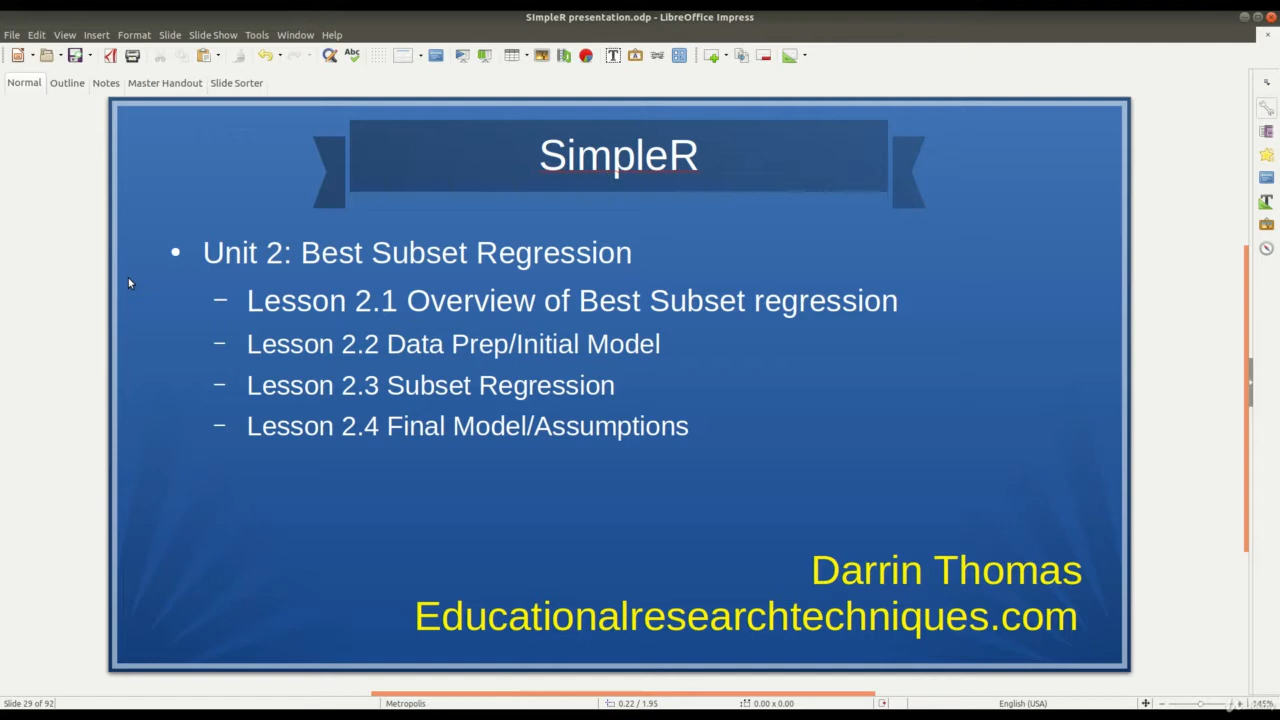 SImpleR presentation.odp - LibreOffice Impress
File Edit View Insert Format Slide Slide Show Tools Window Help
Abc
Normal Outline Notes Master Handout Slide Sorter
SimpleR
• Unit 2: Best Subset Regression
– Lesson 2.1 Overview of Best Subset regression
– Lesson 2.2 Data Prep/Initial Model
– Lesson 2.3 Subset Regression
– Lesson 2.4 Final Model/Assumptions
Darrin Thomas
Educationalresearchtechniques.com
Slide 29 of 92 Metropolis 0.22 / 1.95 0.00 x 0.00 English (USA) 145%